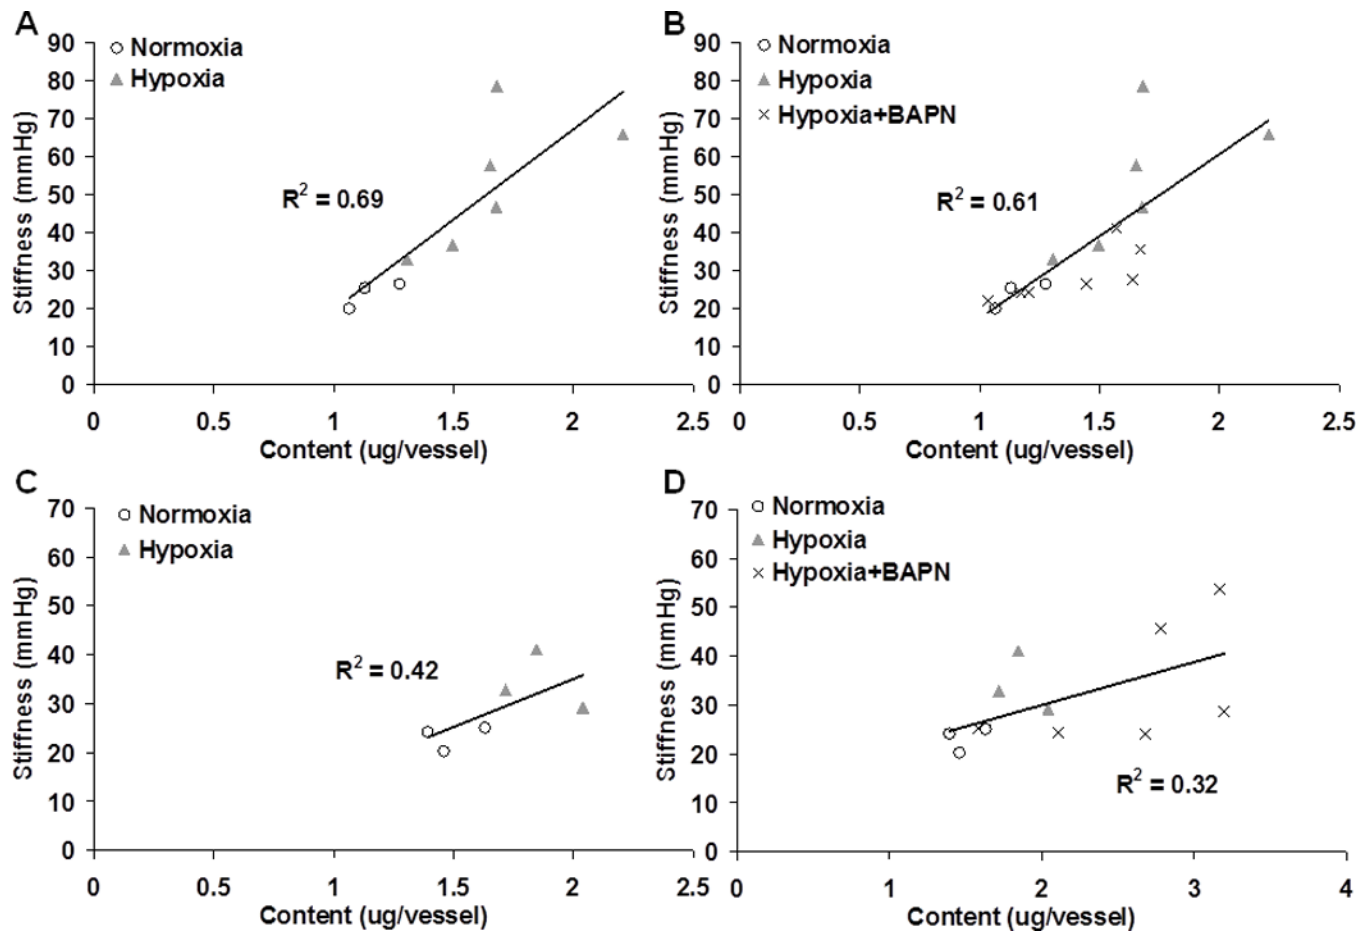 A
Normoxia
Hypoxia
R² = 0.69
90
80
70
60
50
40
30
20
10
0
Stiffness (mmHg)
0 0.5 1 1.5 2 2.5
Content (ug/vessel)
B
Normoxia
Hypoxia
Hypoxia+BAPN
R² = 0.61
90
80
70
60
50
40
30
20
10
0
Stiffness (mmHg)
0 0.5 1 1.5 2 2.5
Content (ug/vessel)
C
Normoxia
Hypoxia
R² = 0.42
70
60
50
40
30
20
10
0
Stiffness (mmHg)
0 0.5 1 1.5 2 2.5
Content (ug/vessel)
D
Normoxia
Hypoxia
Hypoxia+BAPN
R² = 0.32
70
60
50
40
30
20
10
0
Stiffness (mmHg)
0 1 2 3 4
Content (ug/vessel)